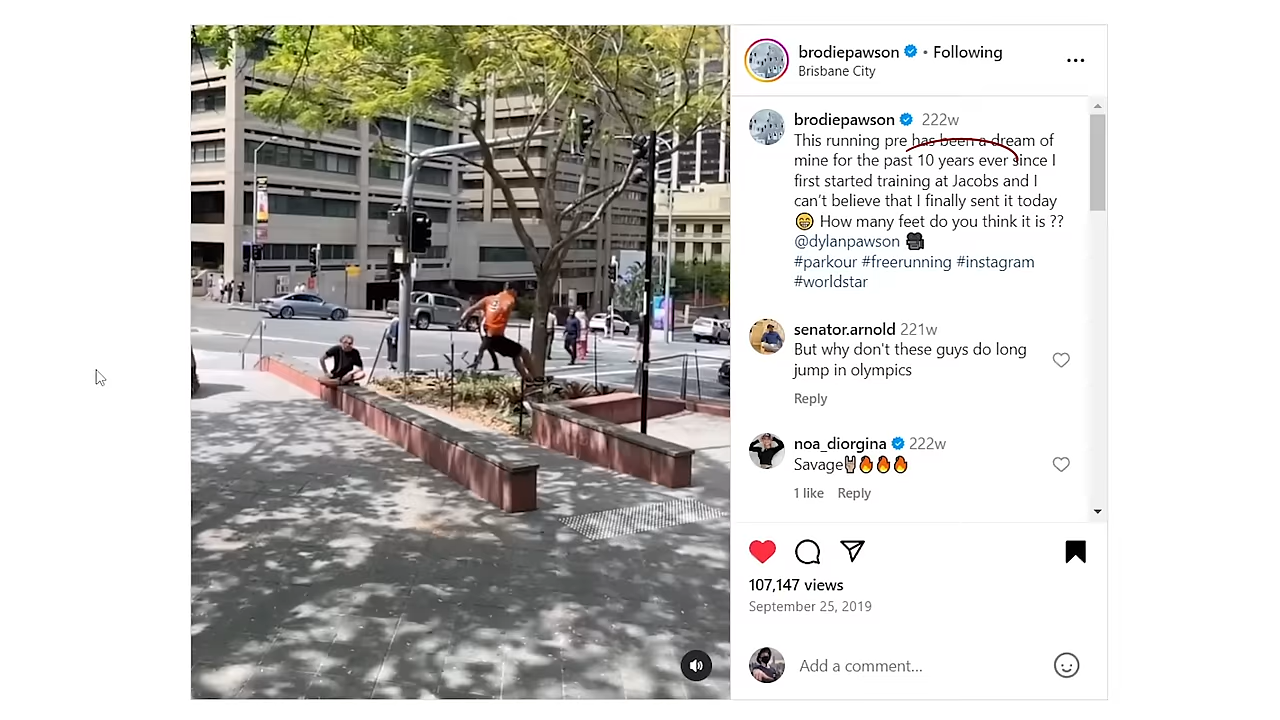 brodiepawson • Following
Brisbane City
brodiepawson 222w
This running pre has been a dream of
mine for the past 10 years ever since I
first started training at Jacobs and I
can't believe that I finally sent it today
😁 How many feet do you think it is ??
@dylanpawson 🎥
#parkour #freerunning #instagram
#worldstar
senator.arnold 221w
But why don't these guys do long
jump in olympics
Reply
noa_diorgina 222w
Savage🤘🏼🔥🔥🔥
1 like Reply
107,147 views
September 25, 2019
Add a comment...